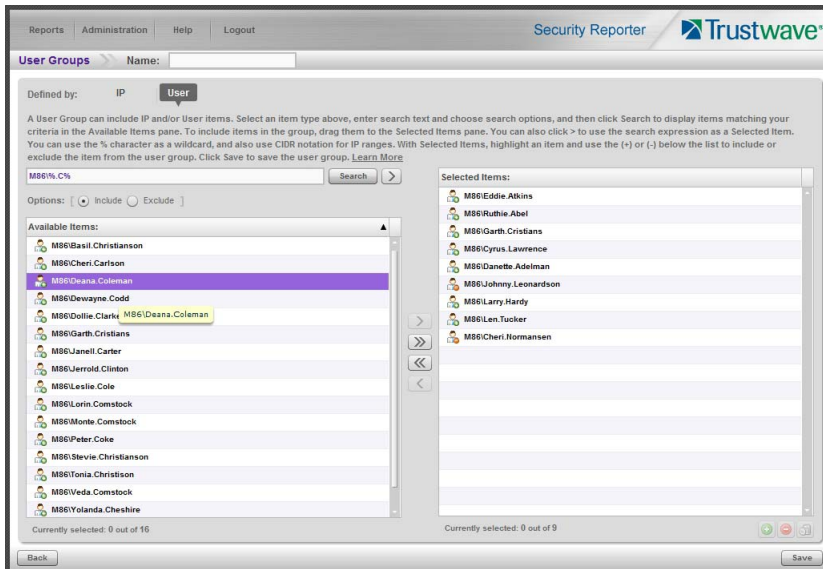 Reports Administration Help Logout
Security Reporter Trustwave®
User Groups Name:
Defined by: IP User
A User Group can include IP and/or User items. Select an item type above, enter search text and choose search options, and then click Search to display items matching your
criteria in the Available Items pane. To include items in the group, drag them to the Selected Items pane. You can also click > to use the search expression as a Selected Item.
You can use the % character as a wildcard, and also use CIDR notation for IP ranges. With Selected Items, highlight an item and use the (+) or (-) below the list to include or
exclude the item from the user group. Click Save to save the user group. Learn More
M86\%.C% Search >
Options: [ Include Exclude ]
Available Items:
M86\Basil.Christianson
M86\Cheri.Carlson
M86\Deana.Coleman
M86\Dewayne.Codd
M86\Dollie.Clarke
M86\Deana.Coleman
M86\Garth.Cristians
M86\Janell.Carter
M86\Jerrold.Clinton
M86\Leslie.Cole
M86\Lorin.Comstock
M86\Monte.Comstock
M86\Peter.Coke
M86\Stevie.Christianson
M86\Tonia.Christison
M86\Veda.Comstock
M86\Yolanda.Cheshire
Currently selected: 0 out of 16
>
>>
<<
<
Selected Items:
M86\Eddie.Atkins
M86\Ruthie.Abel
M86\Garth.Cristians
M86\Cyrus.Lawrence
M86\Danette.Adelman
M86\Johnny.Leonardson
M86\Larry.Hardy
M86\Len.Tucker
M86\Cheri.Normansen
Currently selected: 0 out of 9
Back Save